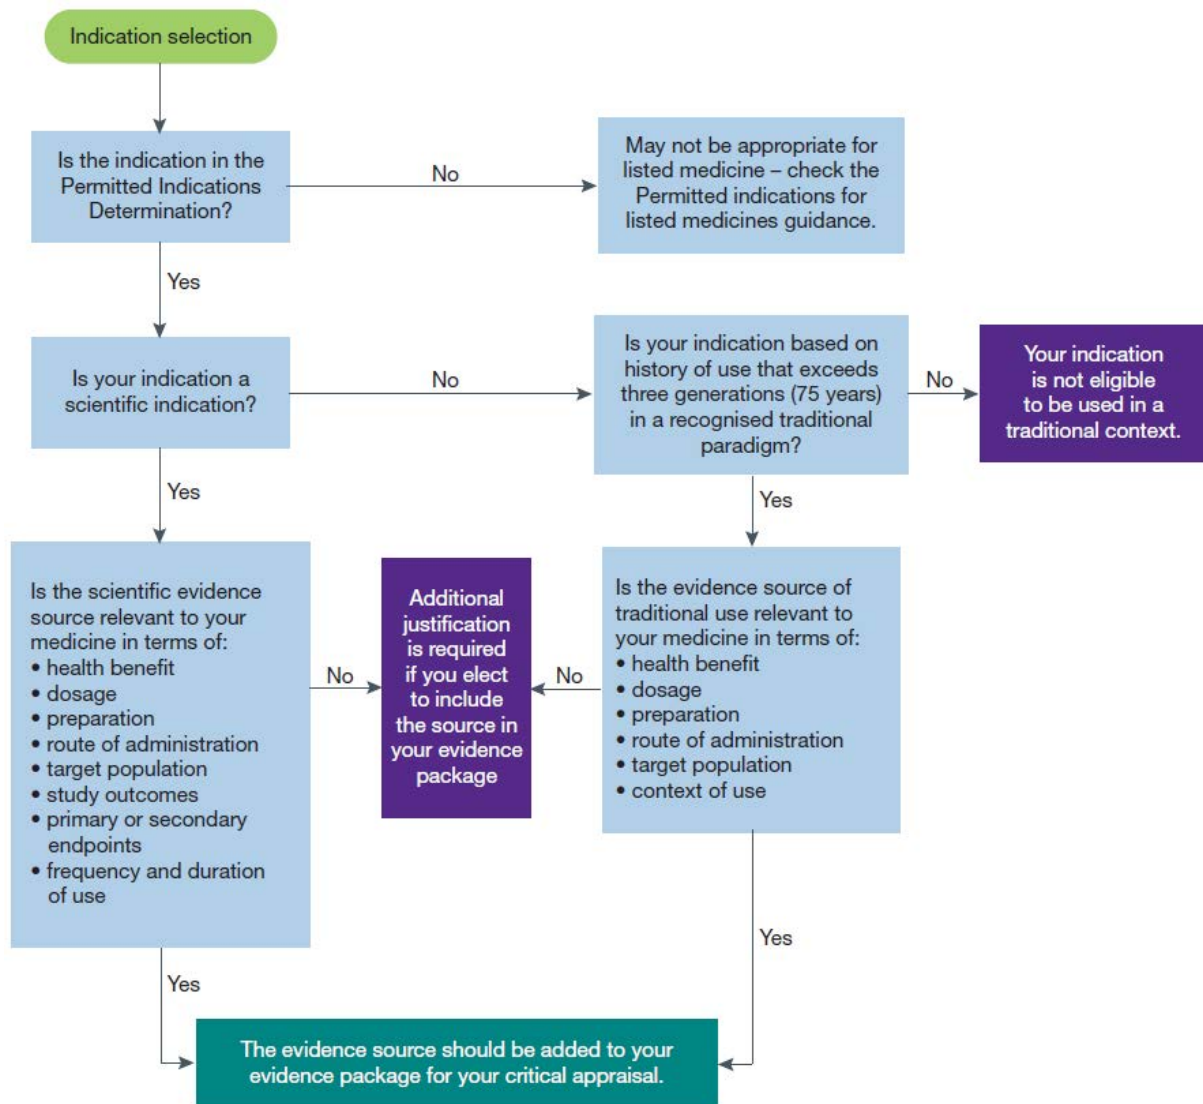 Indication selection
Is the indication in the
Permitted Indications
Determination?
No
May not be appropriate for
listed medicine – check the
Permitted indications for
listed medicines guidance.
Yes
Is your indication a
scientific indication?
No
Is your indication based on
history of use that exceeds
three generations (75 years)
in a recognised traditional
paradigm?
No
Your indication
is not eligible
to be used in a
traditional context.
Yes
Yes
Is the scientific evidence
source relevant to your
medicine in terms of:
• health benefit
• dosage
• preparation
• route of administration
• target population
• study outcomes
• primary or secondary
endpoints
• frequency and duration
of use
No
Additional
justification
is required
if you elect
to include
the source in
your evidence
package
No
Is the evidence source of
traditional use relevant to
your medicine in terms of:
• health benefit
• dosage
• preparation
• route of administration
• target population
• context of use
Yes
Yes
The evidence source should be added to your
evidence package for your critical appraisal.